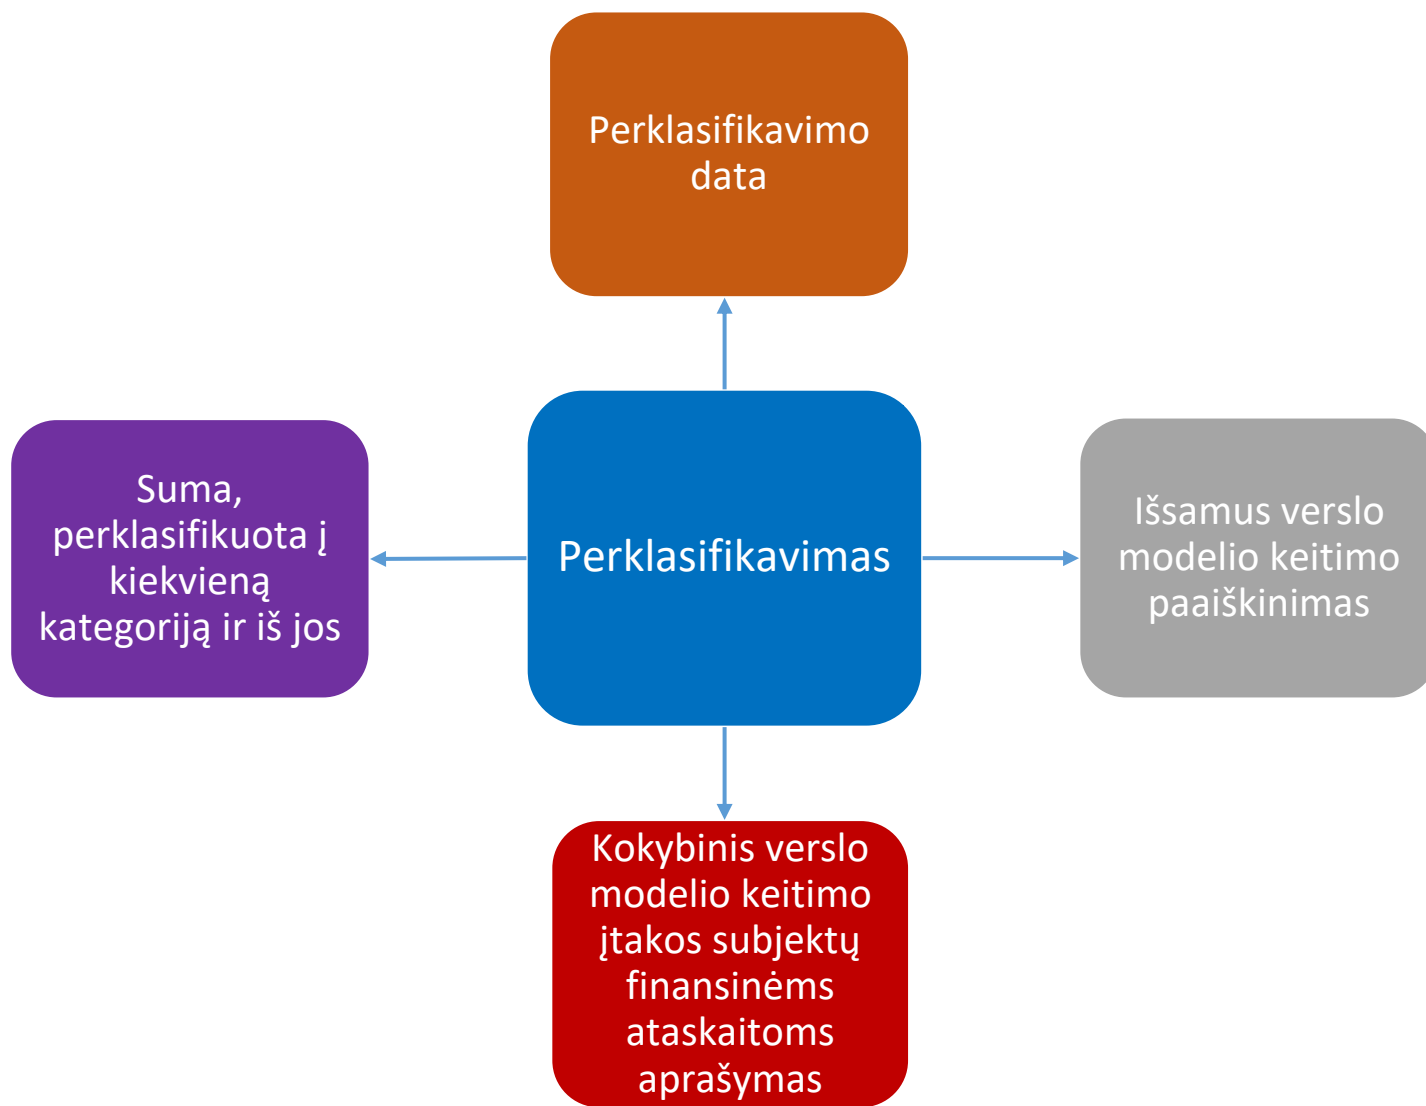 Perklasifikavimo
data
Suma,
perklasifikuota į
kiekvieną
kategoriją ir iš jos
Perklasifikavimas
Išsamus verslo
modelio keitimo
paaiškinimas
Kokybinis verslo
modelio keitimo
įtakos subjektų
finansinėms
ataskaitoms
aprašymas